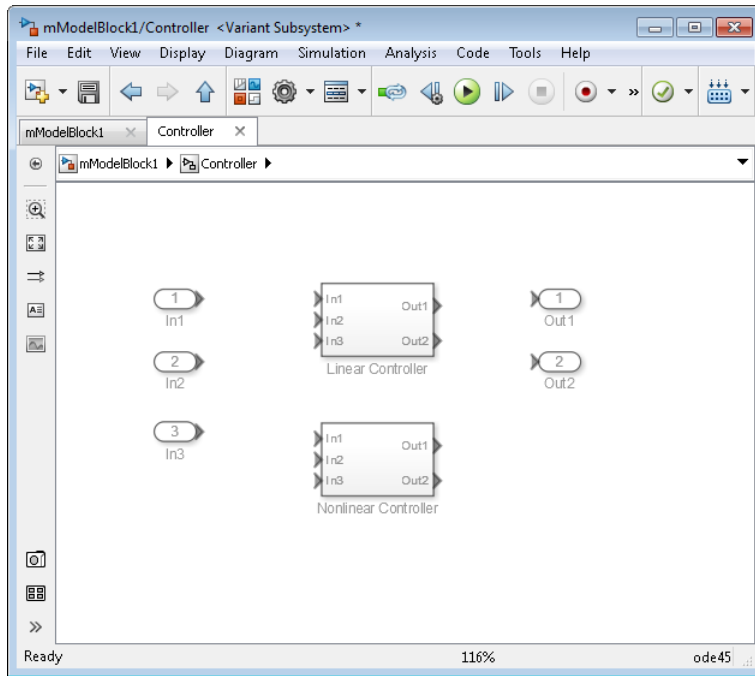 mModelBlock1/Controller <Variant Subsystem> *
File Edit View Display Diagram Simulation Analysis Code Tools Help
mModelBlock1 Controller
mModelBlock1 Controller
1
In1
In1
In2
In3
Out1
Out2
Linear Controller
1
Out1
2
In2
2
Out2
3
In3
In1
In2
In3
Out1
Out2
Nonlinear Controller
Ready 116% ode45